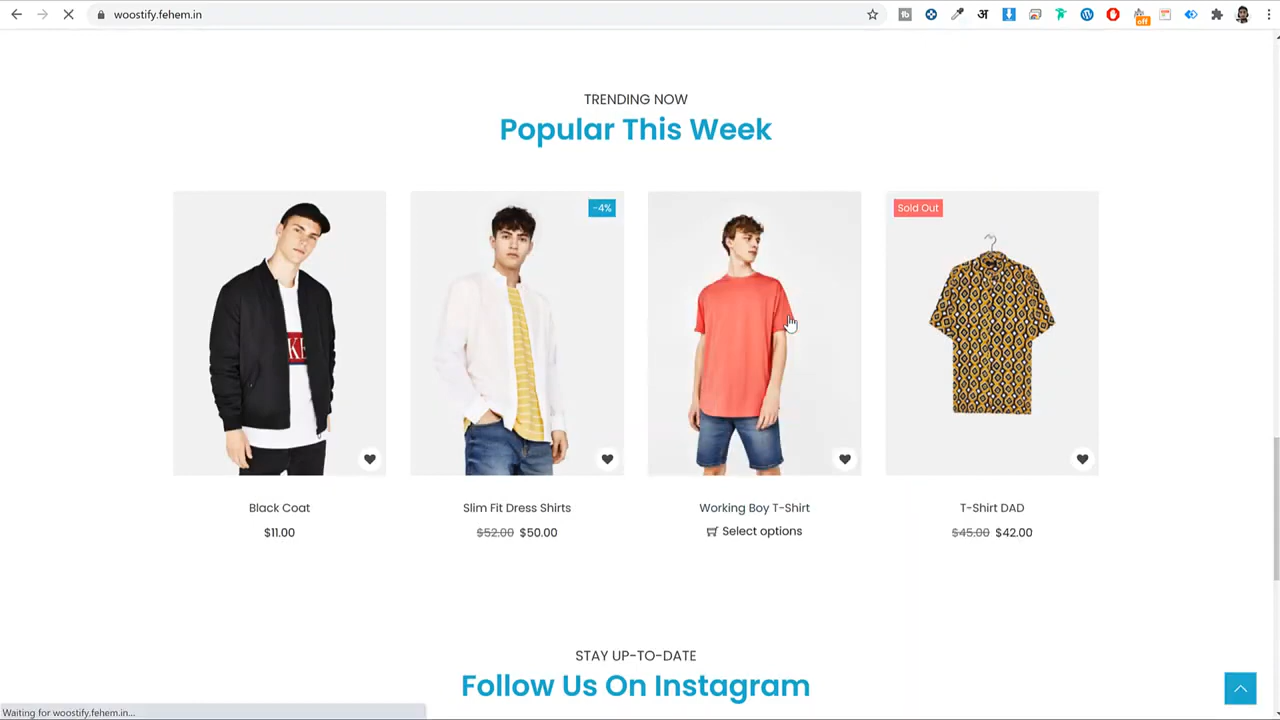 woostify.fehem.in
off
TRENDING NOW
Popular This Week
-4%
Sold Out
KE
Black Coat
Slim Fit Dress Shirts
Working Boy T-Shirt
T-Shirt DAD
$11.00
$52.00 $50.00
Select options
$45.00 $42.00
STAY UP-TO-DATE
Follow Us On Instagram
Waiting for woostify.fehem.in...